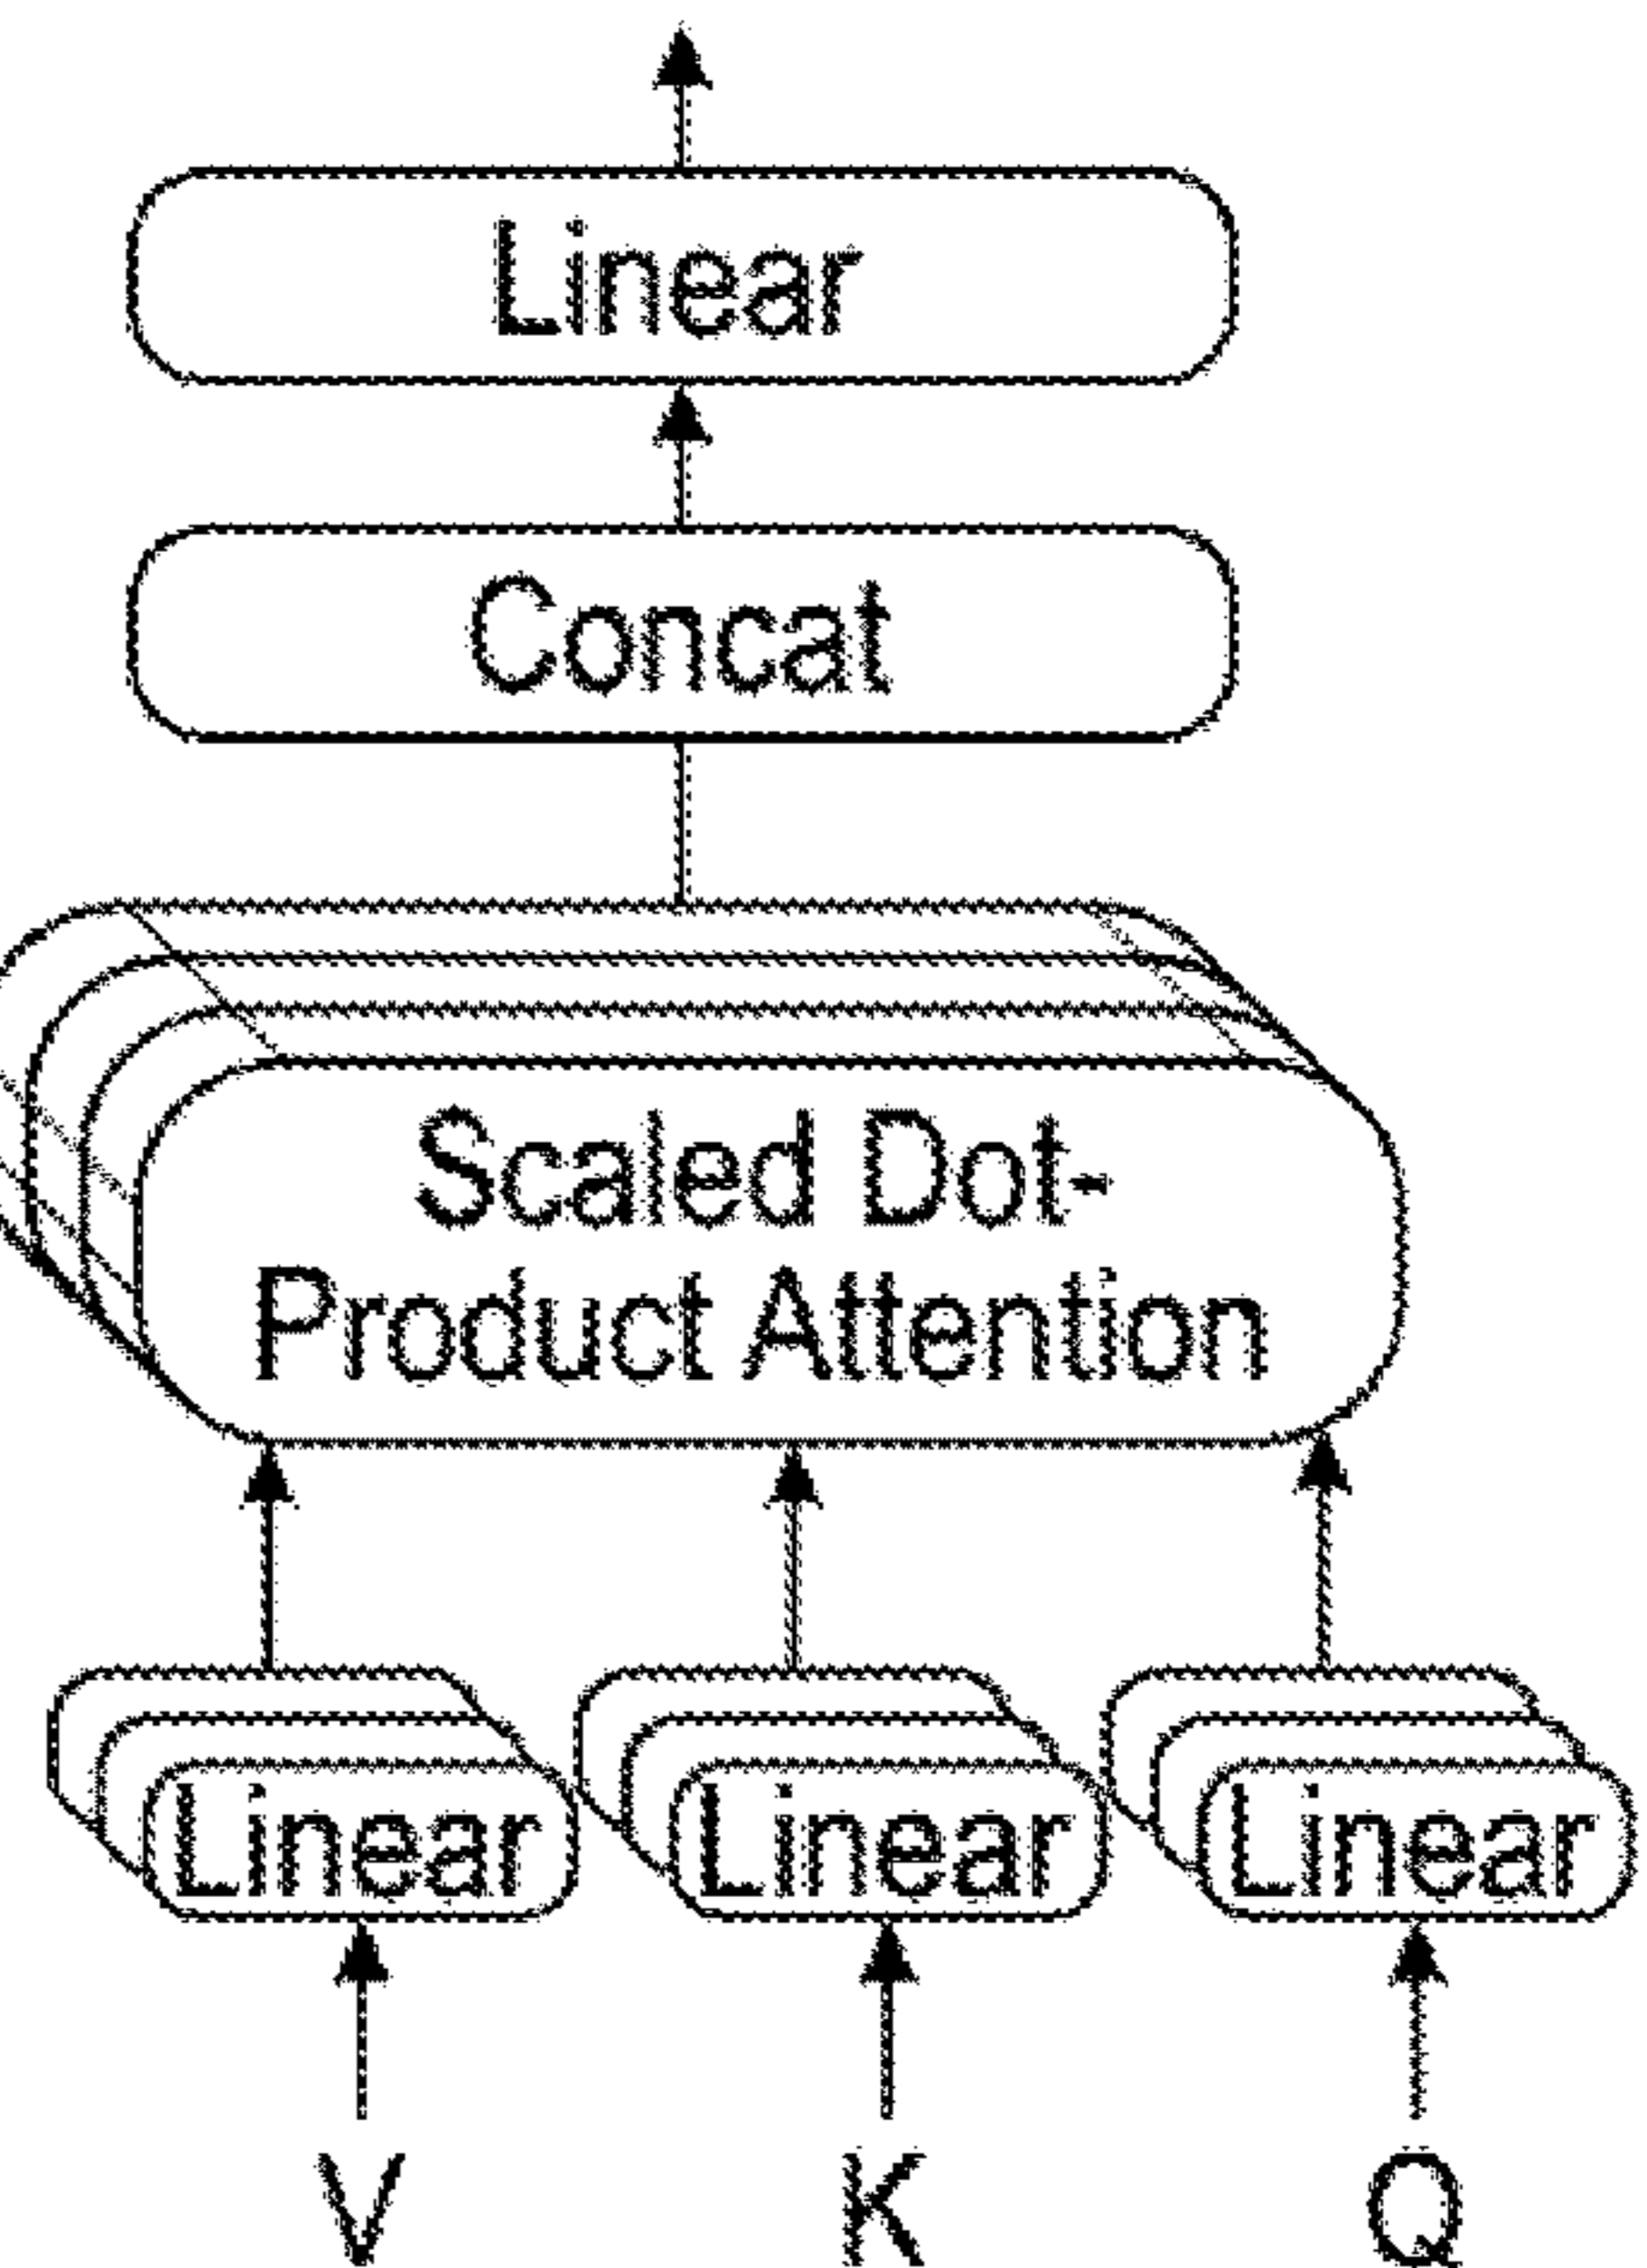 Linear
Concat
Scaled Dot-
Product Attention
Linear Linear Linear
V K Q